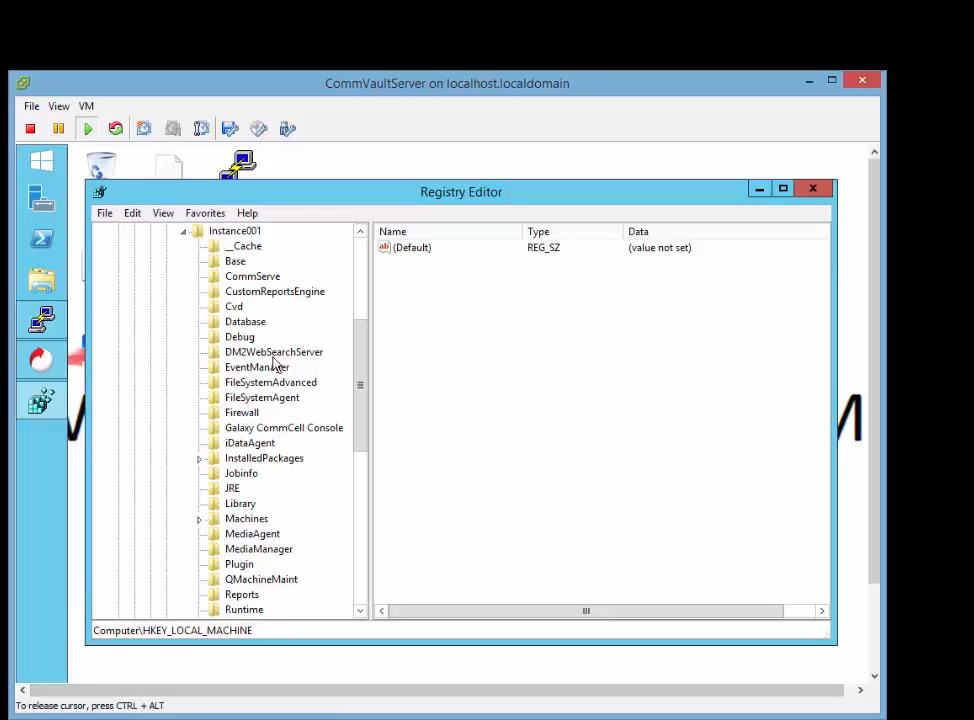 CommVaultServer on localhost.localdomain
File View VM
Registry Editor
File Edit View Favorites Help
Instance001
__Cache
Base
CommServe
CustomReportsEngine
Cvd
Database
Debug
DM2WebSearchServer
EventManager
FileSystemAdvanced
FileSystemAgent
Firewall
Galaxy CommCell Console
iDataAgent
InstalledPackages
Jobinfo
JRE
Library
Machines
MediaAgent
MediaManager
Plugin
QMachineMaint
Reports
Runtime
Name Type Data
ab (Default) REG_SZ (value not set)
Computer\HKEY_LOCAL_MACHINE
M
To release cursor, press CTRL + ALT